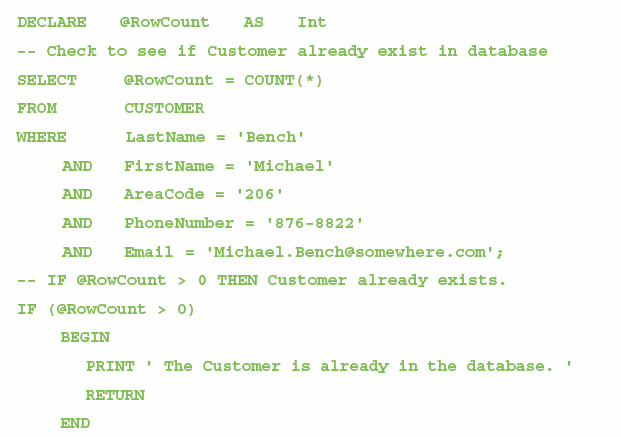 DECLARE @RowCount AS Int
-- Check to see if Customer already exist in database
SELECT @RowCount = COUNT(*)
FROM CUSTOMER
WHERE LastName = 'Bench'
AND FirstName = 'Michael'
AND AreaCode = '206'
AND PhoneNumber = '876-8822'
AND Email = 'Michael.Bench@somewhere.com';
-- IF @RowCount > 0 THEN Customer already exists.
IF (@RowCount > 0)
BEGIN
PRINT ' The Customer is already in the database. '
RETURN
END